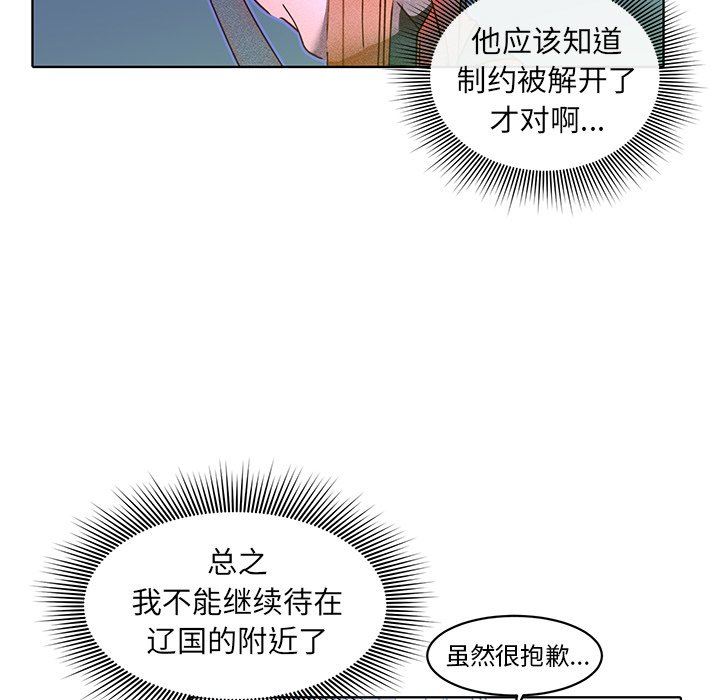 他应该知道
制约被解开了
才对啊...
总之
我不能继续待在
辽国的附近了
虽然很抱歉...